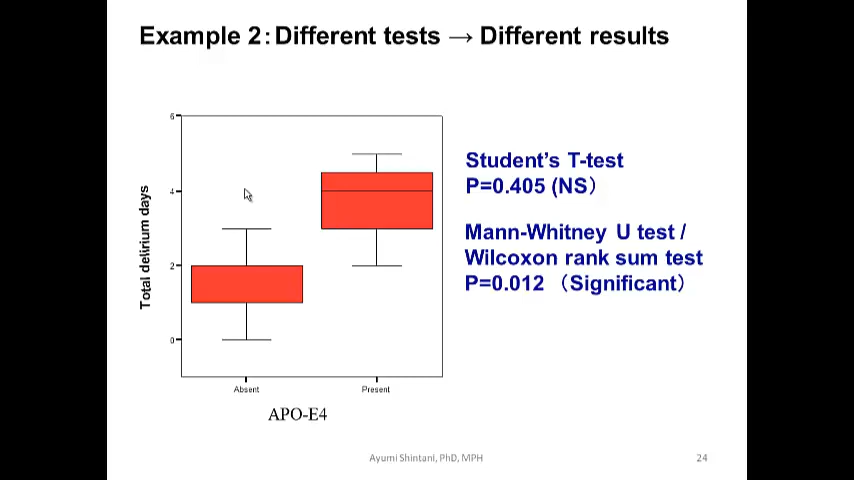 Example 2：Different tests → Different results
6
4
2
0
Total delirium days
Absent
Present
APO-E4
Student’s T-test
P=0.405 (NS）
Mann-Whitney U test /
Wilcoxon rank sum test
P=0.012 （Significant）
Ayumi Shintani, PhD, MPH
24